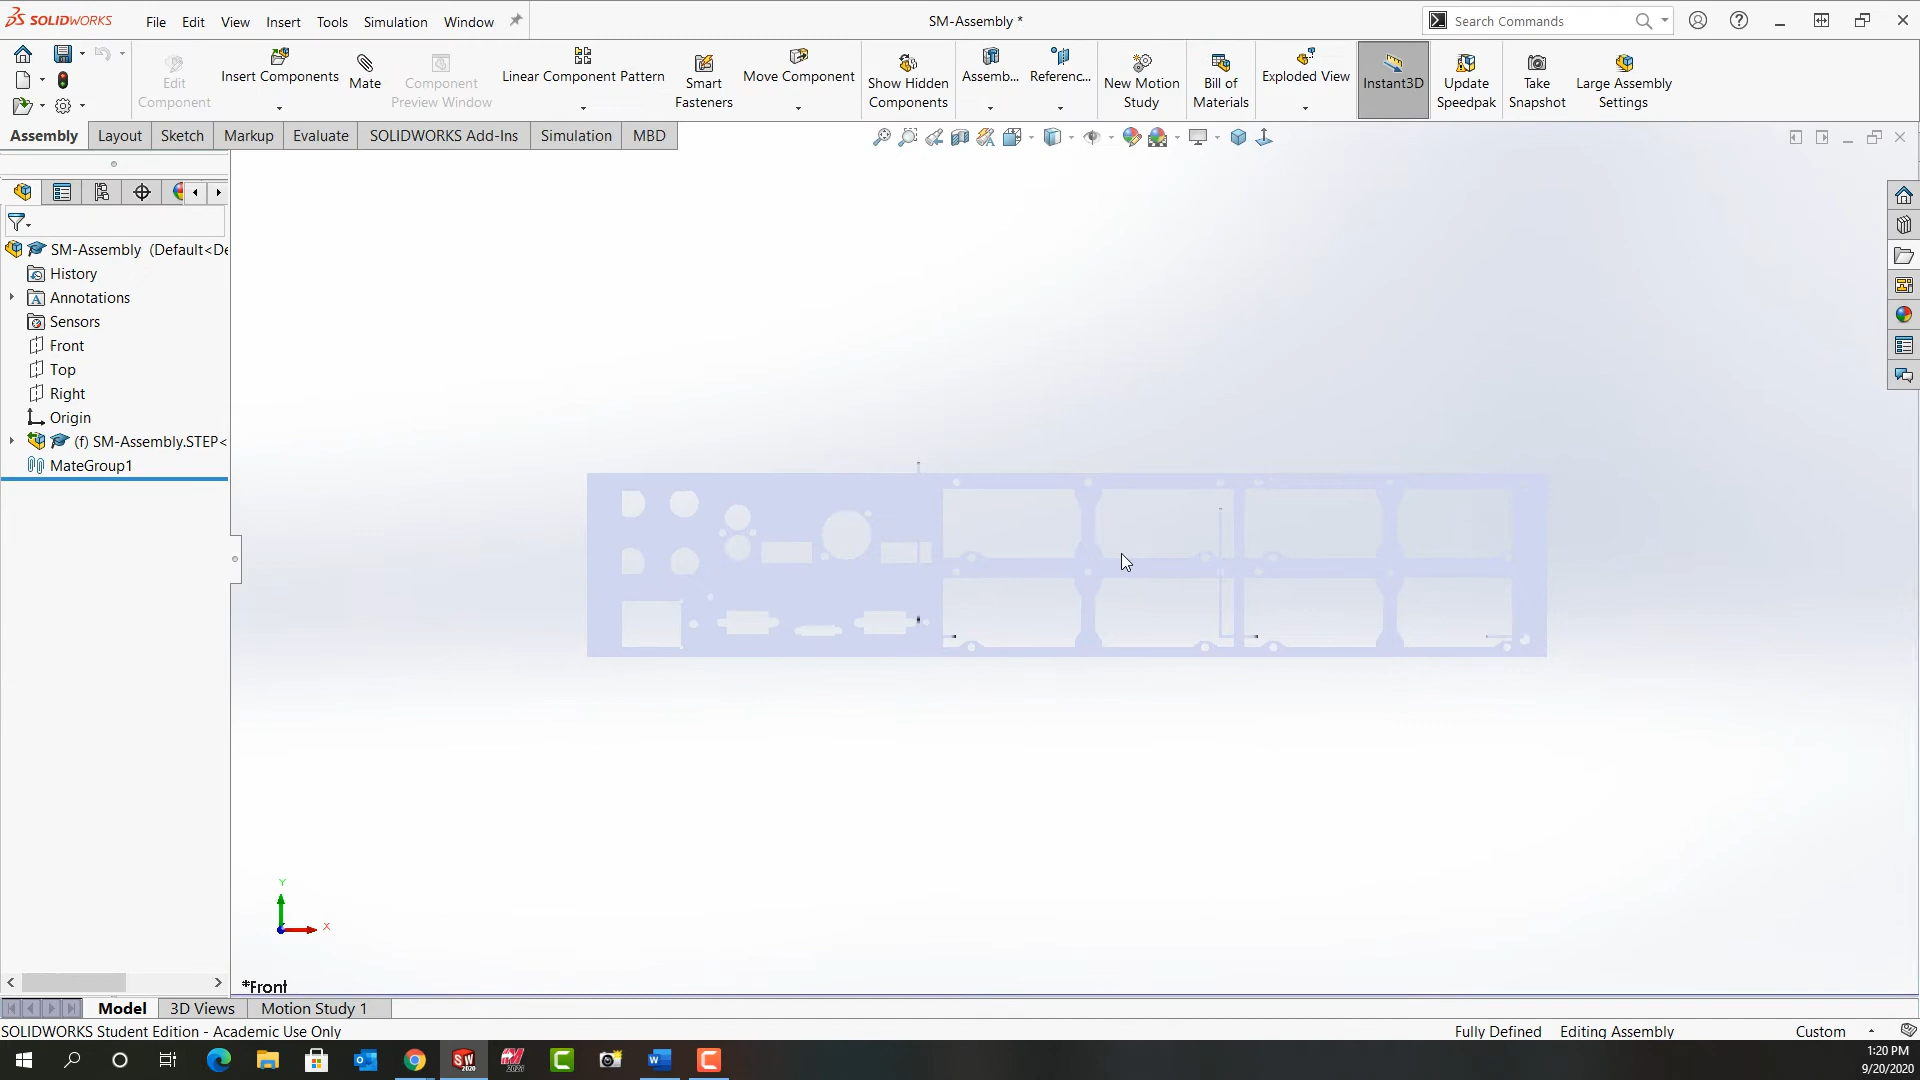 SOLIDWORKS File Edit View Insert Tools Simulation Window SM-Assembly * Search Commands
Edit Component
Insert Components
Mate
Component Preview Window
Linear Component Pattern
Smart Fasteners
Move Component
Show Hidden Components
Assemb...
Referenc...
New Motion Study
Bill of Materials
Exploded View
Instant3D
Update Speedpak
Take Snapshot
Large Assembly Settings
Assembly Layout Sketch Markup Evaluate SOLIDWORKS Add-Ins Simulation MBD
SM-Assembly (Default<De
History
Annotations
Sensors
Front
Top
Right
Origin
(f) SM-Assembly.STEP<
MateGroup1
Y
X
*Front
Model 3D Views Motion Study 1
SOLIDWORKS Student Edition - Academic Use Only Fully Defined Editing Assembly Custom
1:20 PM
9/20/2020